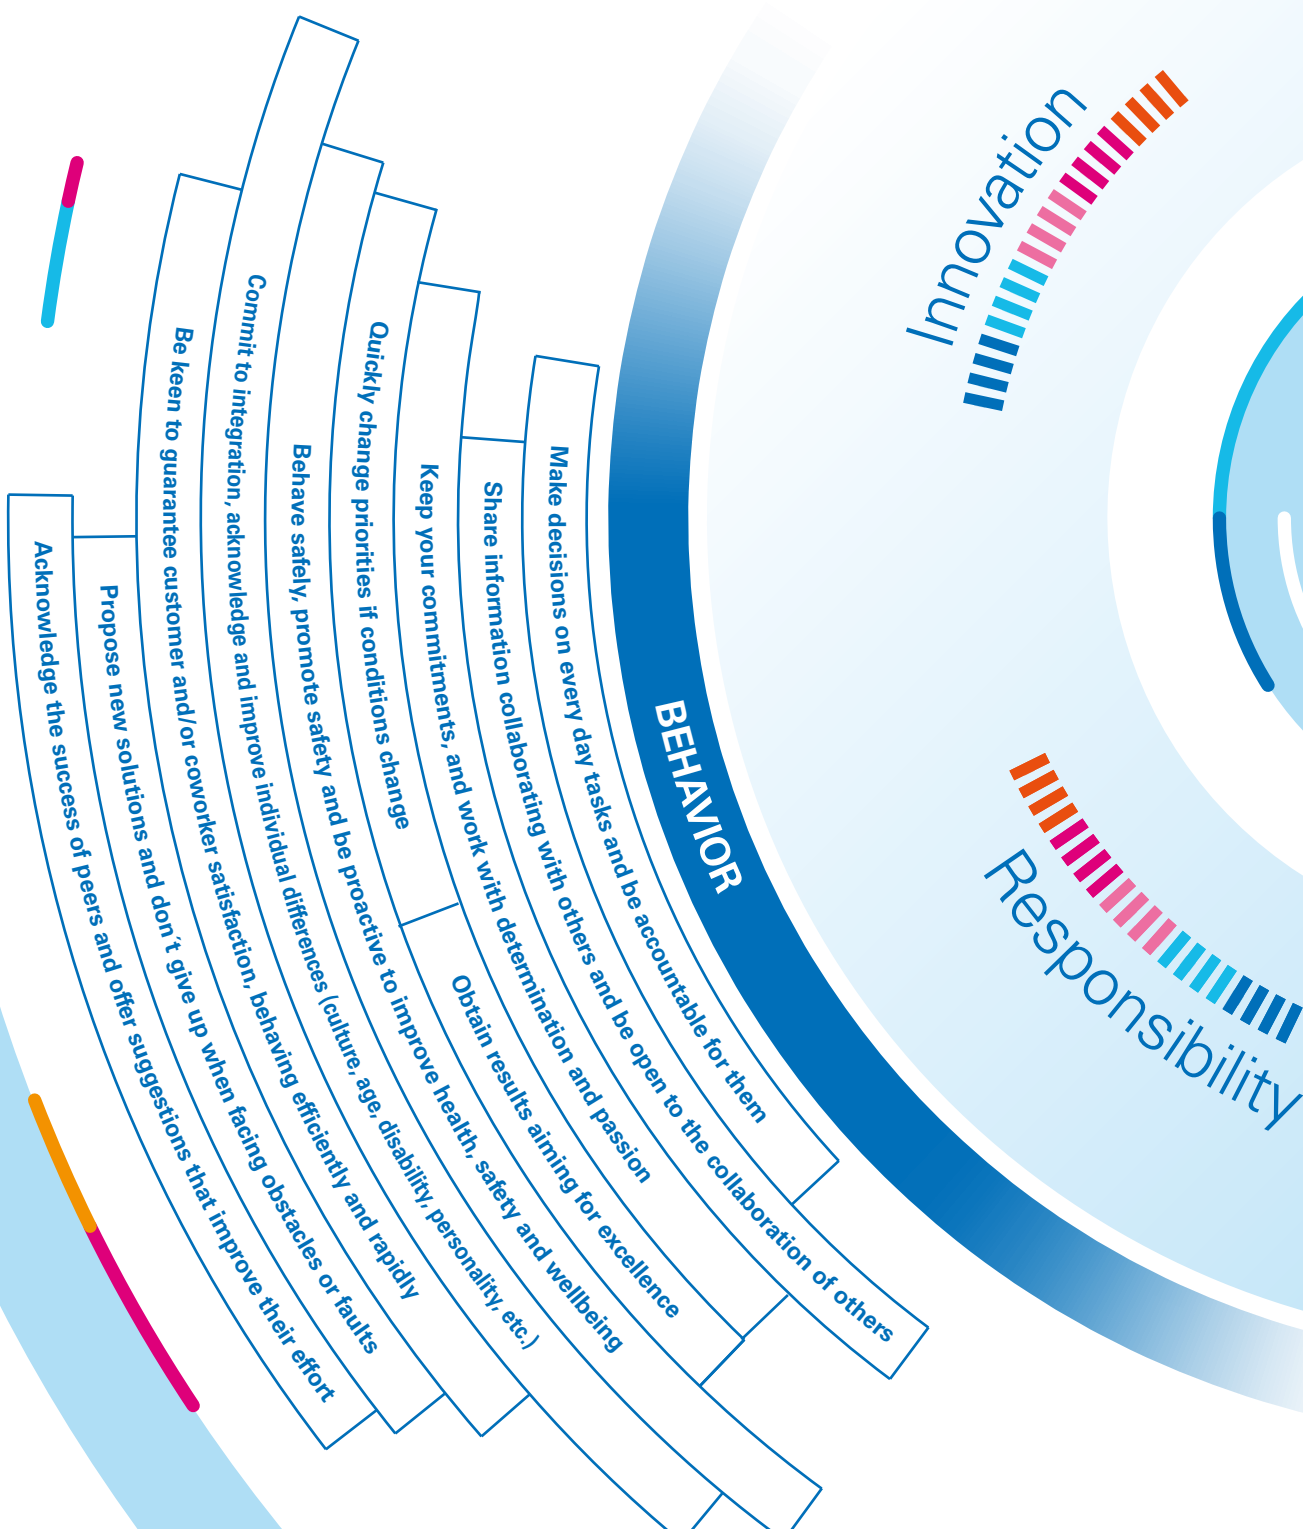 Innovation
Responsibility
BEHAVIOR
Make decisions on every day tasks and be accountable for them
Share information collaborating with others and be open to the collaboration of others
Keep your commitments, and work with determination and passion
Quickly change priorities if conditions change
Obtain results aiming for excellence
Behave safely, promote safety and be proactive to improve health, safety and wellbeing
Commit to integration, acknowledge and improve individual differences (culture, age, disability, personality, etc.)
Be keen to guarantee customer and/or coworker satisfaction, behaving efficiently and rapidly
Propose new solutions and don't give up when facing obstacles or faults
Acknowledge the success of peers and offer suggestions that improve their effort